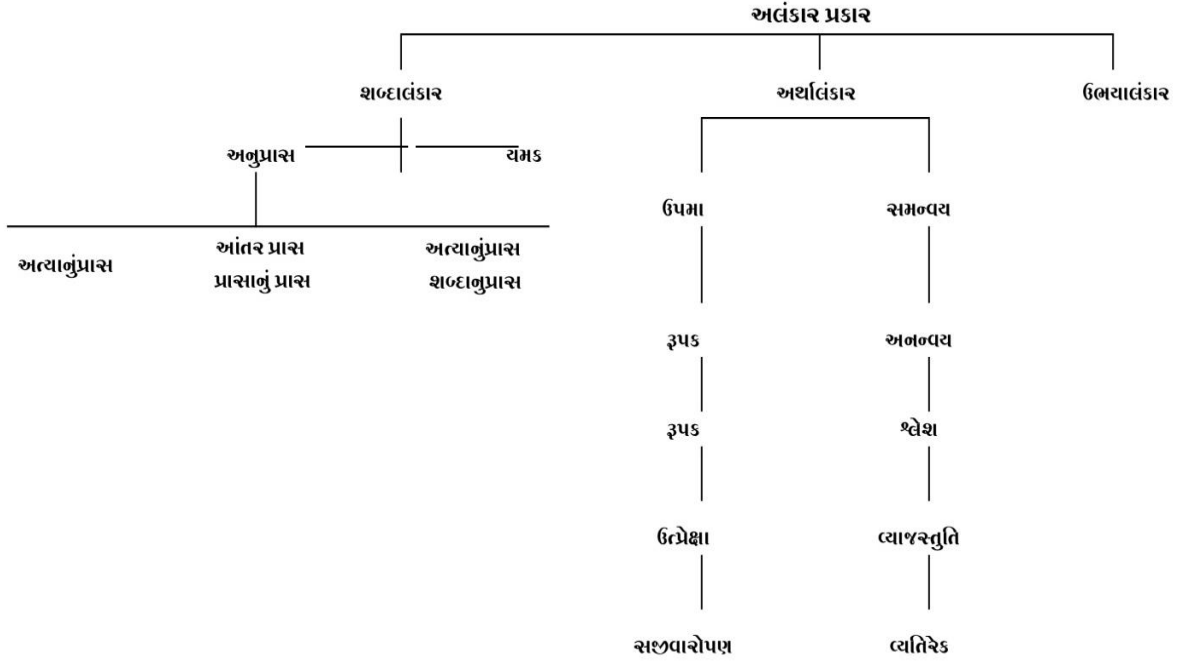 અલંકાર પ્રકાર
શબ્દાલંકાર
અર્થાલંકાર
ઉભયાલંકાર
અનુપ્રાસ
યમક
અત્યાનુંપ્રાસ
આંતર પ્રાસ
પ્રાસાનું પ્રાસ
અત્યાનુંપ્રાસ
શબ્દાનુપ્રાસ
ઉપમા
સમન્વય
રૂપક
અનન્વય
રૂપક
શ્લેશ
ઉત્પ્રેક્ષા
વ્યાજસ્તુતિ
સજીવારોપણ
વ્યતિરેક